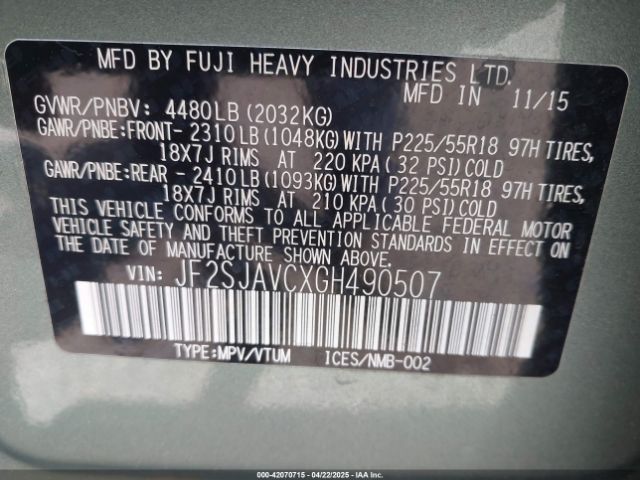 MFD BY FUJI HEAVY INDUSTRIES LTD.
MFD IN 11/15
GVWR/PNBV: 4480LB (2032KG)
GAWR/PNBE:FRONT- 2310LB (1048KG) WITH P225/55R18 97H TIRES,
18X7J RIMS AT 220 KPA (32 PSI) COLD
GAWR/PNBE:REAR - 2410LB (1093KG) WITH P225/55R18 97H TIRES,
18X7J RIMS AT 210 KPA (30 PSI) COLD
THIS VEHICLE CONFORMS TO ALL APPLICABLE FEDERAL MOTOR
VEHICLE SAFETY AND THEFT PREVENTION STANDARDS IN EFFECT ON
THE DATE OF MANUFACTURE SHOWN ABOVE.
VIN: JF2SJAVCXGH490507
TYPE:MPV/VTUM ICES/NMB-002
000-42070715 - 04/22/2025 - IAAI.com